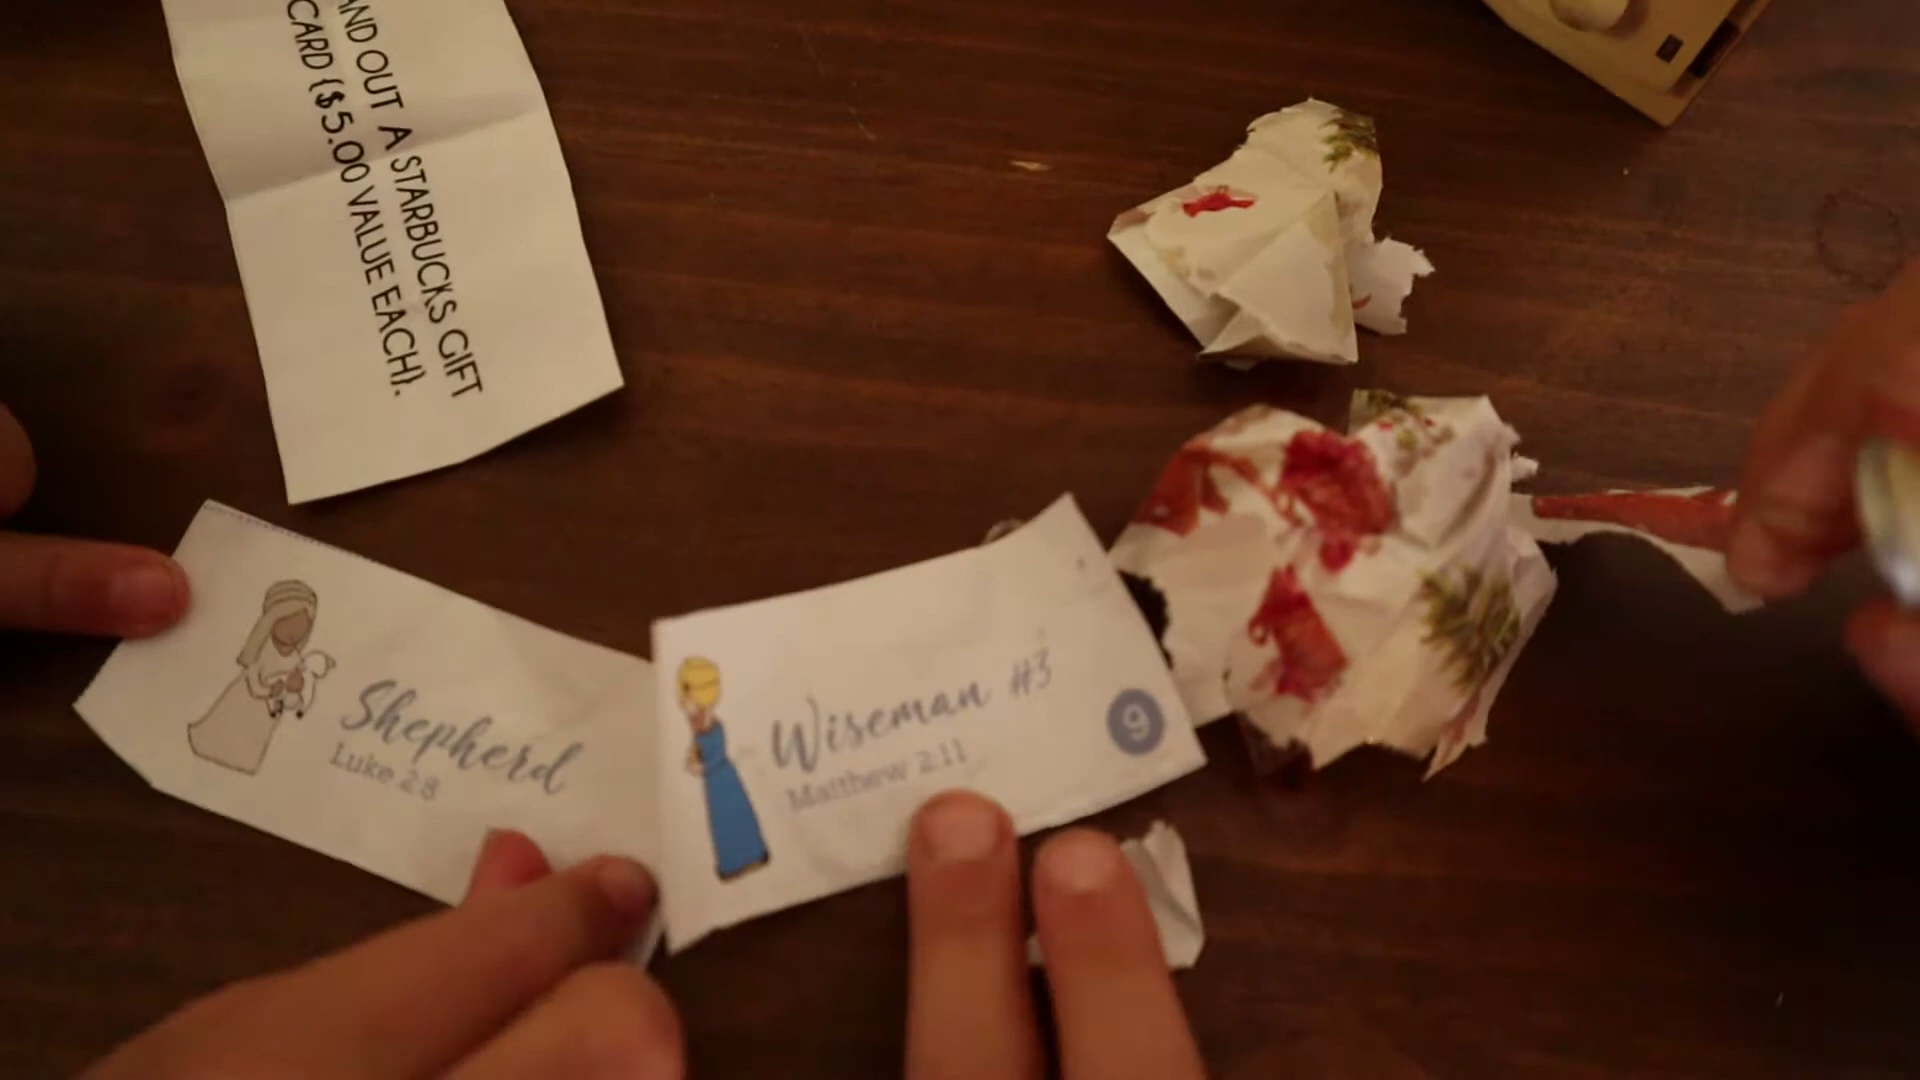 AND OUT A STARBUCKS GIFT
CARD ($5.00 VALUE EACH).
Shepherd
Luke 2:8
Wiseman #3
Matthew 2:11
9